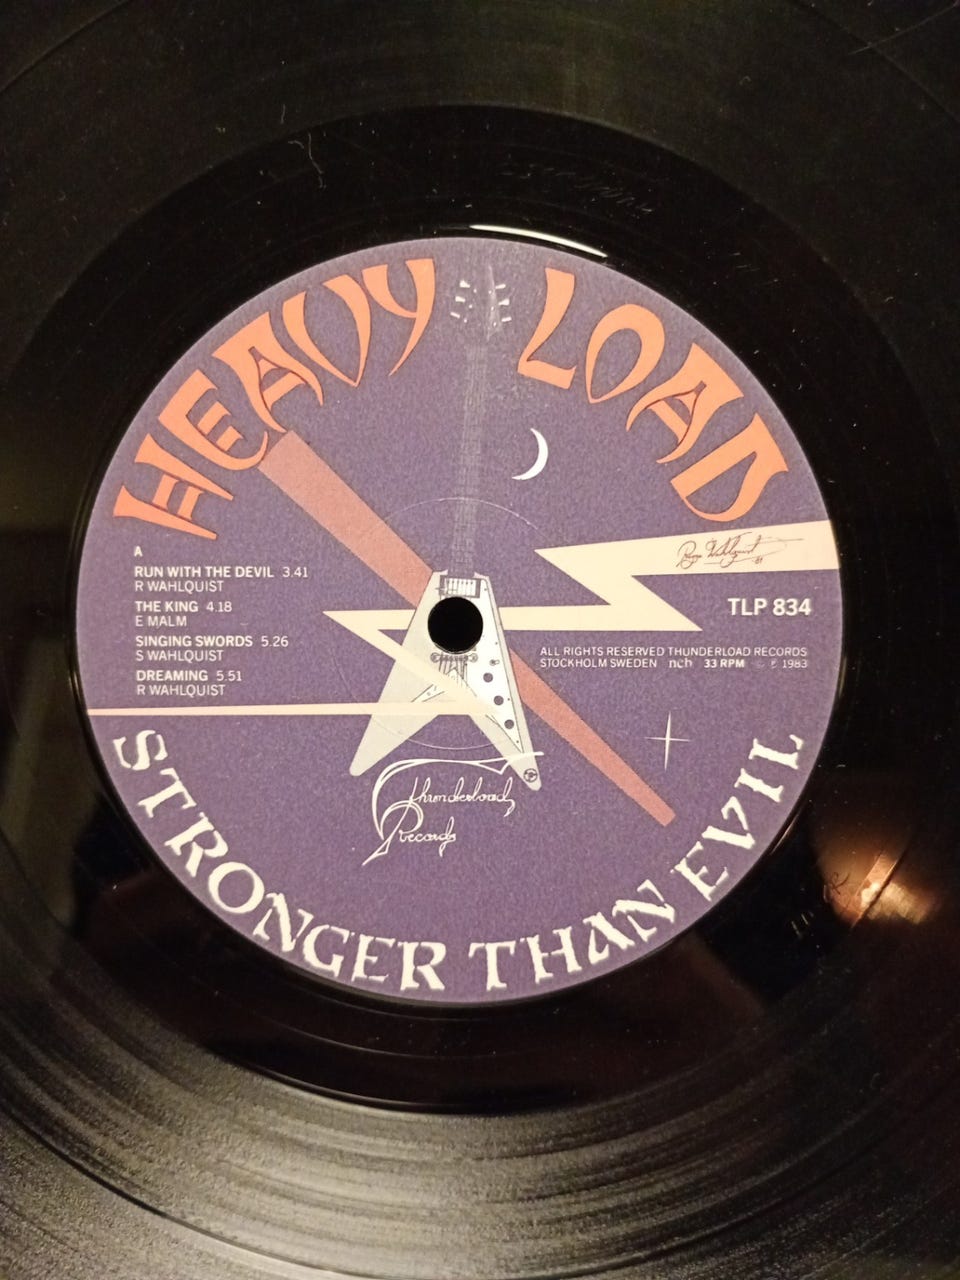 HEAVY LOAD
A
RUN WITH THE DEVIL 3.41
R WAHLQUIST
THE KING 4.18
E MALM
SINGING SWORDS 5.26
S WAHLQUIST
DREAMING 5.51
R WAHLQUIST
TLP 834
ALL RIGHTS RESERVED THUNDERLOAD RECORDS
STOCKHOLM SWEDEN ncb 33 RPM © ℗ 1983
Thunderload
Records
STRONGER THAN EVIL